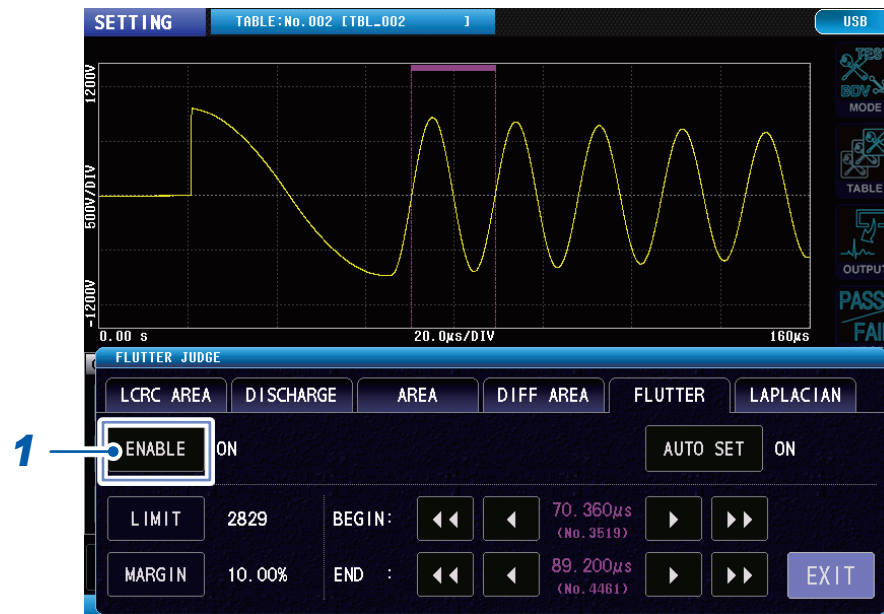 SETTING
TABLE:No.002 [TBL_002 ]
USB
1200V
500V/DIV
-1200V
0.00 s
20.0µs/DIV
160µs
TEST
BDV
MODE
TABLE
OUTPUT
PASS
FAIL
FLUTTER JUDGE
LCRC AREA
DISCHARGE
AREA
DIFF AREA
FLUTTER
LAPLACIAN
1
ENABLE
ON
AUTO SET
ON
LIMIT
2829
BEGIN:
70.360µs
(No.3519)
MARGIN
10.00%
END :
89.200µs
(No.4461)
EXIT